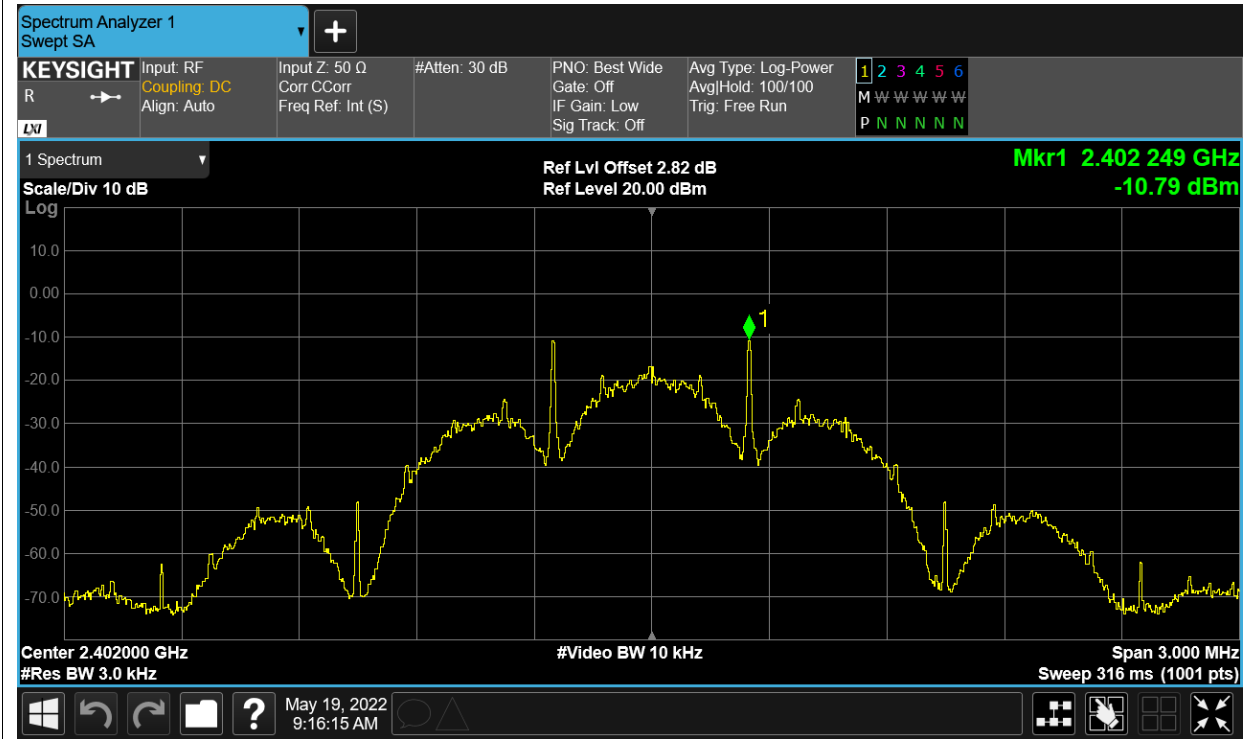 Spectrum Analyzer 1
Swept SA
+
KEYSIGHT
R
LXI
Input: RF
Coupling: DC
Align: Auto
Input Z: 50 Ω
Corr CCorr
Freq Ref: Int (S)
#Atten: 30 dB
PNO: Best Wide
Gate: Off
IF Gain: Low
Sig Track: Off
Avg Type: Log-Power
Avg|Hold: 100/100
Trig: Free Run
1 2 3 4 5 6
M W W W W W
P N N N N N
1 Spectrum
Scale/Div 10 dB
Log
Ref Lvl Offset 2.82 dB
Ref Level 20.00 dBm
Mkr1 2.402 249 GHz
-10.79 dBm
10.0
0.00
-10.0
-20.0
-30.0
-40.0
-50.0
-60.0
-70.0
1
Center 2.402000 GHz
#Res BW 3.0 kHz
#Video BW 10 kHz
Span 3.000 MHz
Sweep 316 ms (1001 pts)
?
May 19, 2022
9:16:15 AM